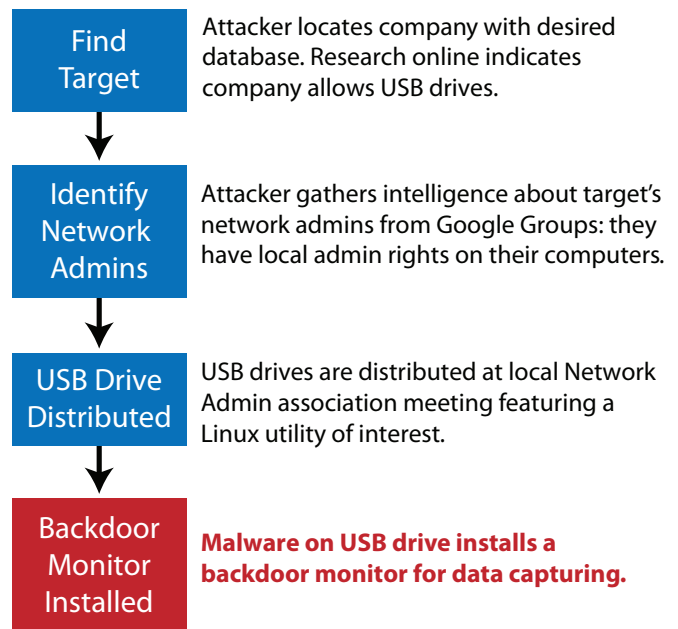 Find
Target
Attacker locates company with desired
database. Research online indicates
company allows USB drives.
Identify
Network
Admins
Attacker gathers intelligence about target's
network admins from Google Groups: they
have local admin rights on their computers.
USB Drive
Distributed
USB drives are distributed at local Network
Admin association meeting featuring a
Linux utility of interest.
Backdoor
Monitor
Installed
Malware on USB drive installs a
backdoor monitor for data capturing.